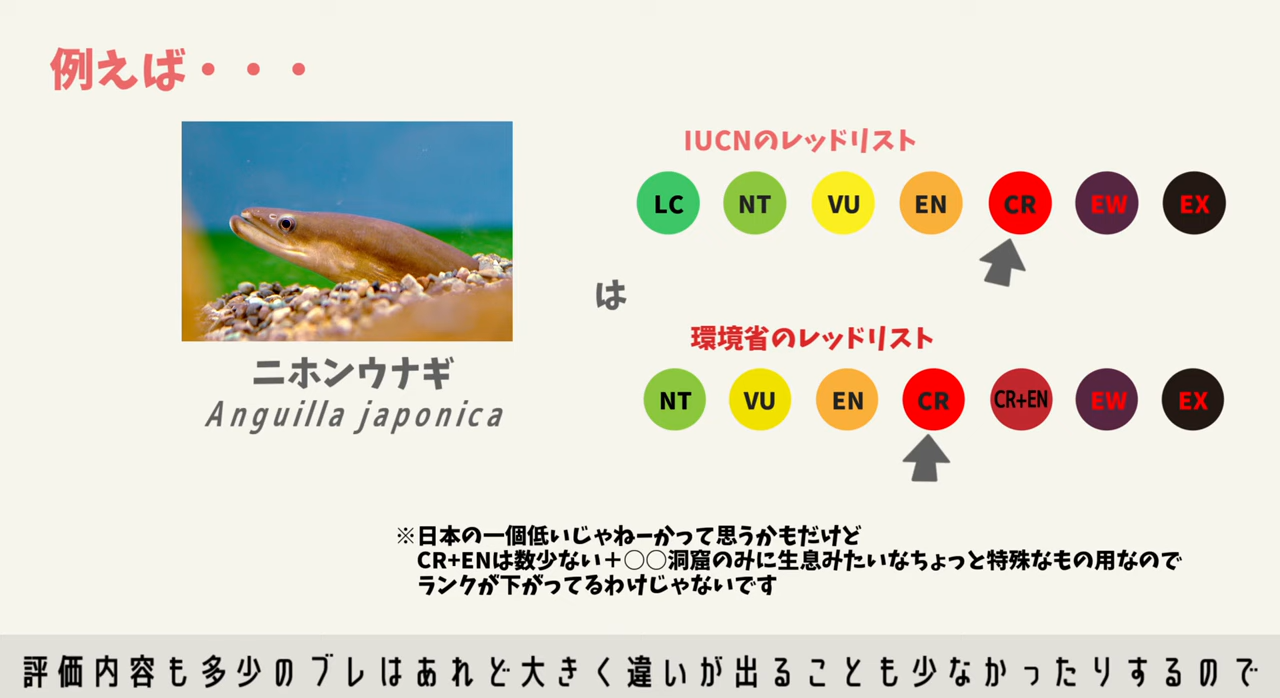 例えば・・・
IUCNのレッドリスト
LC NT VU EN CR EW EX
は
環境省のレッドリスト
NT VU EN CR CR+EN EW EX
ニホンウナギ
Anguilla japonica
※日本の一個低いじゃねーかって思うかもだけど
CR+ENは数少ない＋○○洞窟のみに生息みたいなちょっと特殊なもの用なので
ランクが下がってるわけじゃないです
評価内容も多少のブレはあれど大きく違いが出ることも少なかったりするので